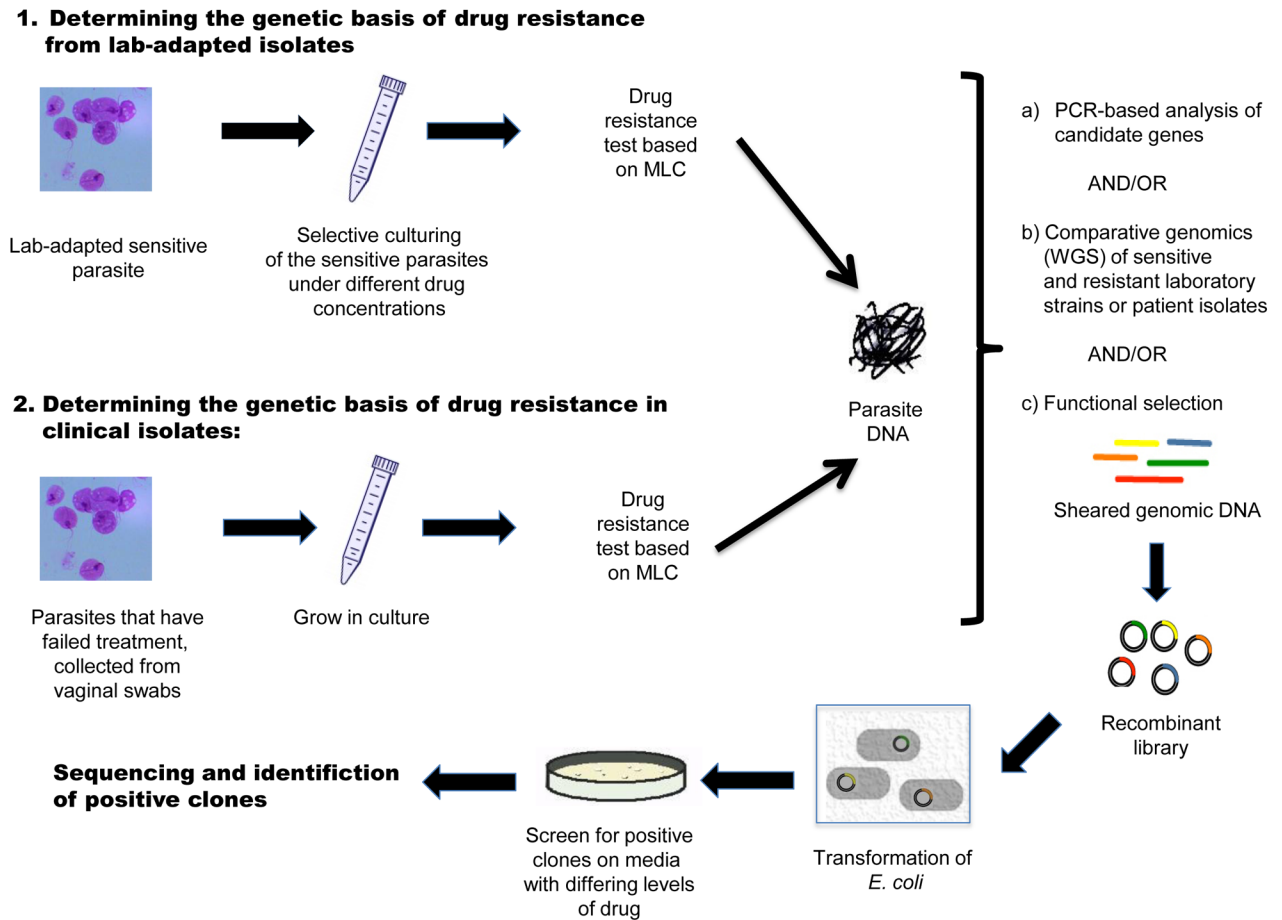 1. Determining the genetic basis of drug resistance
from lab-adapted isolates
Lab-adapted sensitive
parasite
Selective culturing
of the sensitive parasites
under different drug
concentrations
Drug
resistance
test based
on MLC
2. Determining the genetic basis of drug resistance in
clinical isolates:
Parasites that have
failed treatment,
collected from
vaginal swabs
Grow in culture
Drug
resistance
test based
on MLC
Parasite
DNA
a) PCR-based analysis of
candidate genes
AND/OR
b) Comparative genomics
(WGS) of sensitive
and resistant laboratory
strains or patient isolates
AND/OR
c) Functional selection
Sheared genomic DNA
Recombinant
library
Transformation of
E. coli
Screen for positive
clones on media
with differing levels
of drug
Sequencing and identifiction
of positive clones